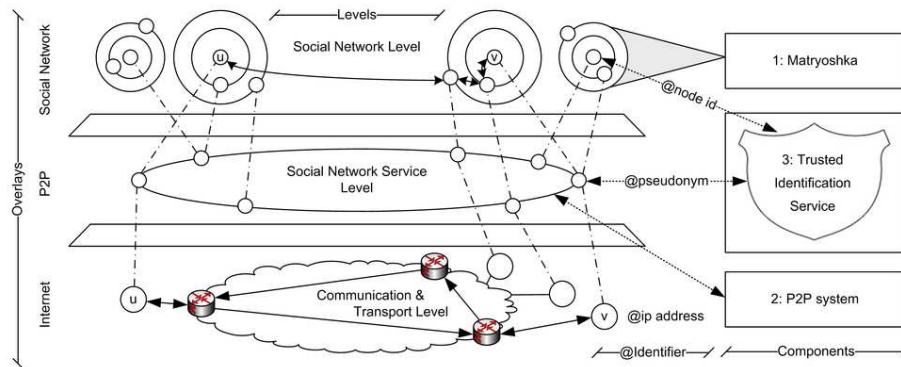 Levels
Social Network Level
Social Network
u
v
1: Matryoshka
@node id
Overlays
P2P
Social Network Service
Level
@pseudonym
3: Trusted
Identification
Service
Internet
u
Communication &
Transport Level
v
@ip address
2: P2P system
@Identifier
Components